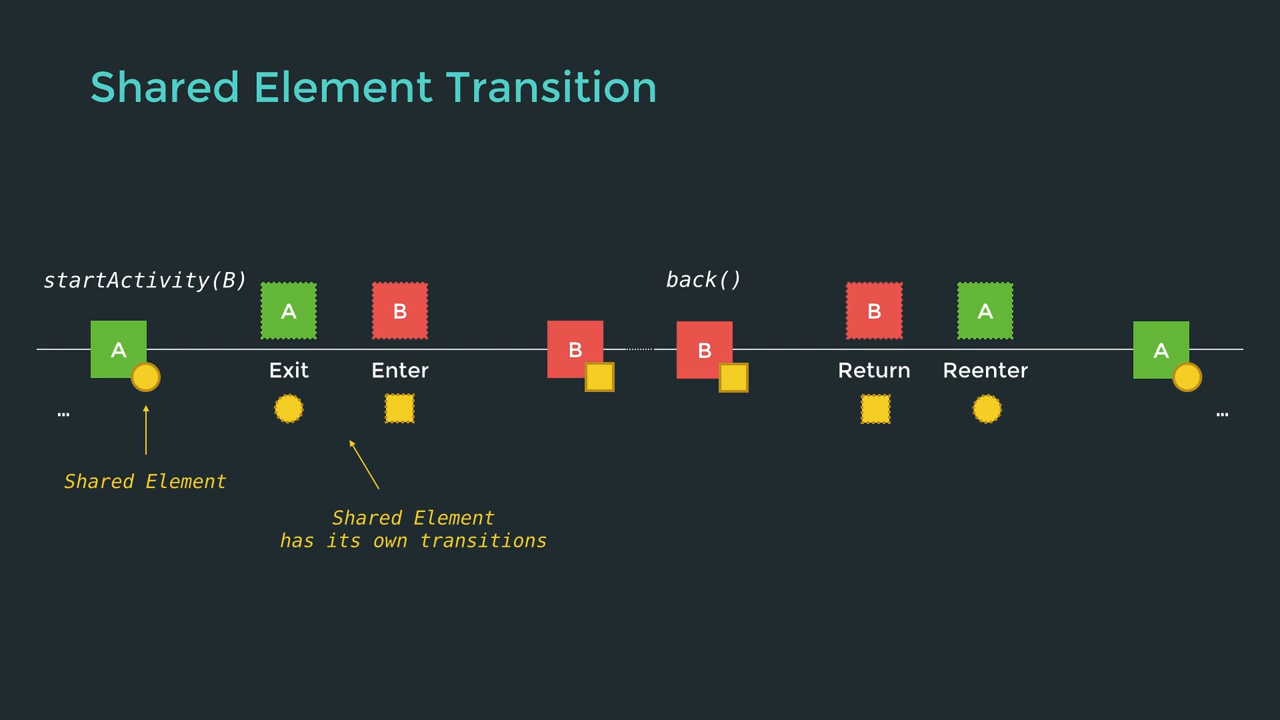 Shared Element Transition
startActivity(B)
A
B
back()
B
A
A
B
B
A
Exit
Enter
Return
Reenter
…
…
Shared Element
Shared Element
has its own transitions